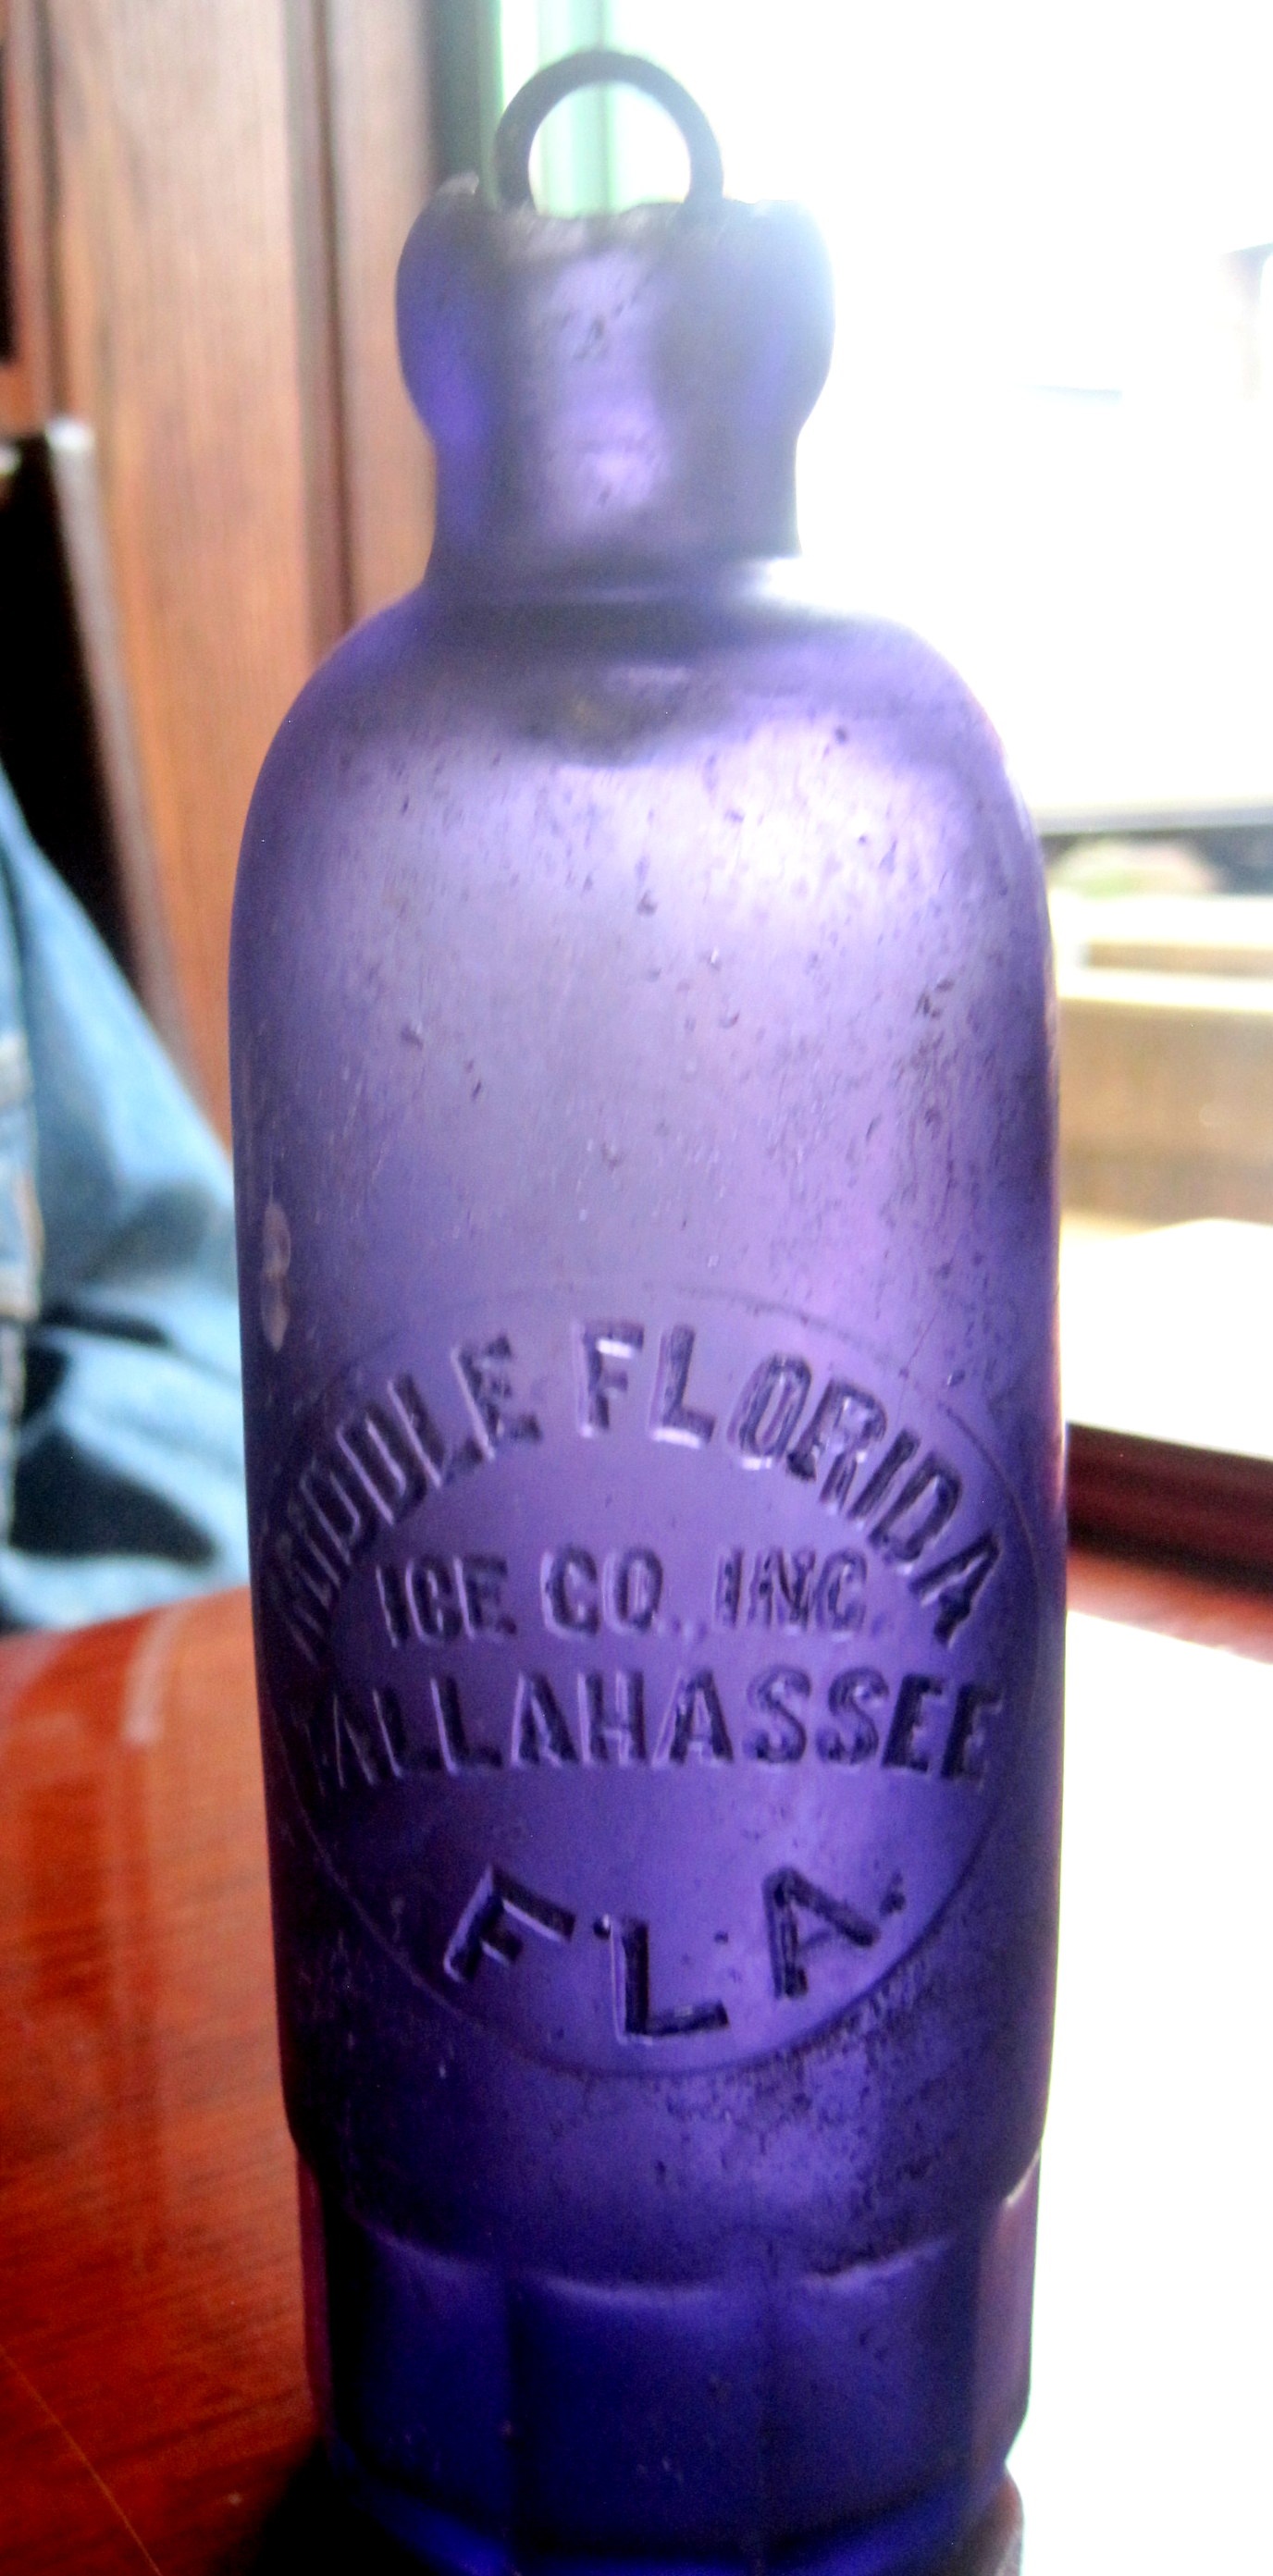 MIDDLE FLORIDA
ICE CO., INC.
TALLAHASSEE
FLA.